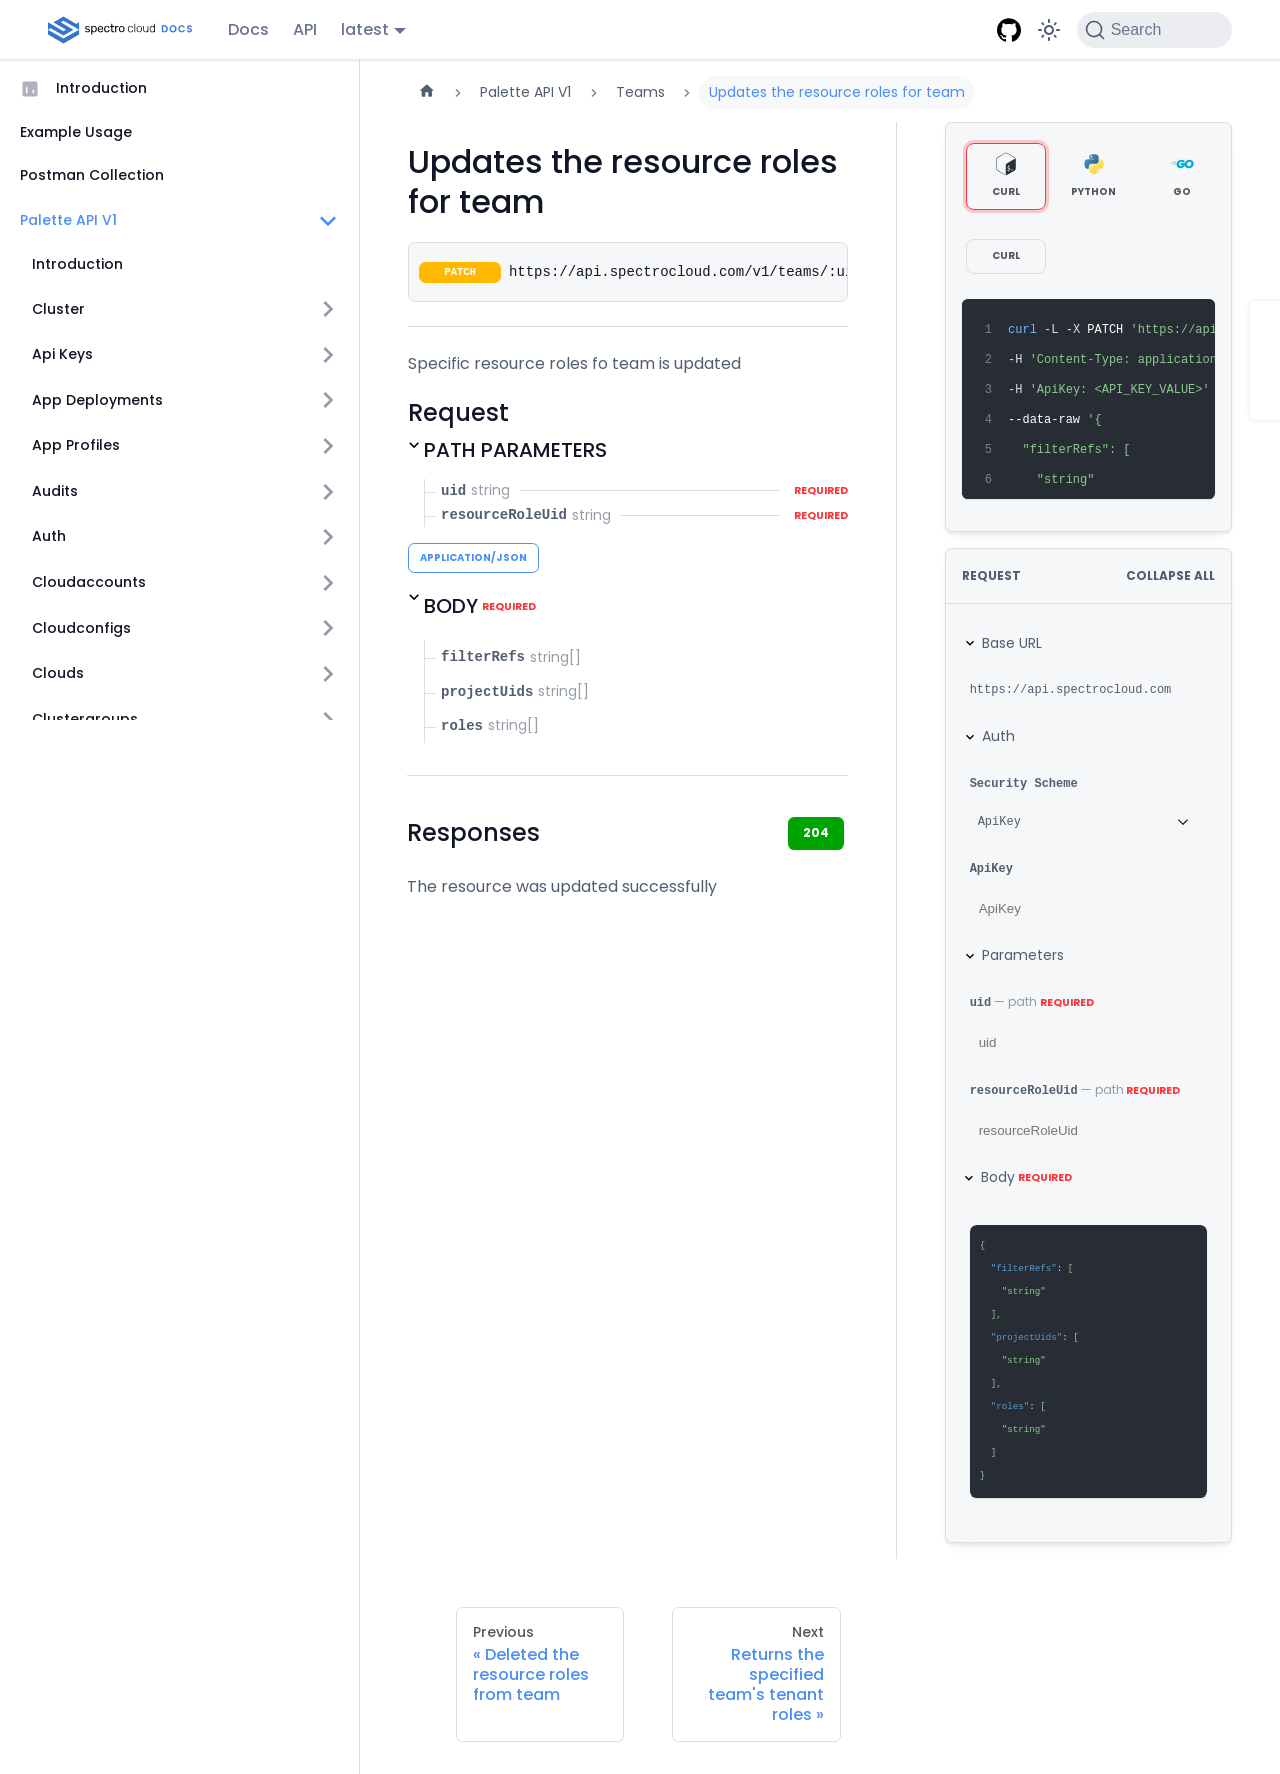 spectro cloud DOCS
Docs
API
latest
Search
Introduction
Example Usage
Postman Collection
Palette API V1
Introduction
Cluster
Api Keys
App Deployments
App Profiles
Audits
Auth
Cloudaccounts
Cloudconfigs
Clouds
Clustergroups
Palette API V1
Teams
Updates the resource roles for team
Updates the resource roles
for team
PATCH https://api.spectrocloud.com/v1/teams/:ui
Specific resource roles fo team is updated
Request
PATH PARAMETERS
uid string REQUIRED
resourceRoleUid string REQUIRED
APPLICATION/JSON
BODY REQUIRED
filterRefs string[]
projectUids string[]
roles string[]
Responses
204
The resource was updated successfully
CURL
PYTHON
GO
GO
CURL
1 curl -L -X PATCH 'https://api
2 -H 'Content-Type: application
3 -H 'ApiKey: <API_KEY_VALUE>'
4 --data-raw '{
5 "filterRefs": [
6 "string"
REQUEST
COLLAPSE ALL
Base URL
https://api.spectrocloud.com
Auth
Security Scheme
ApiKey
ApiKey
ApiKey
Parameters
uid — path REQUIRED
uid
resourceRoleUid — path REQUIRED
resourceRoleUid
Body REQUIRED
{
"filterRefs": [
"string"
],
"projectUids": [
"string"
],
"roles": [
"string"
]
}
Previous
« Deleted the
resource roles
from team
Next
Returns the
specified
team's tenant
roles »